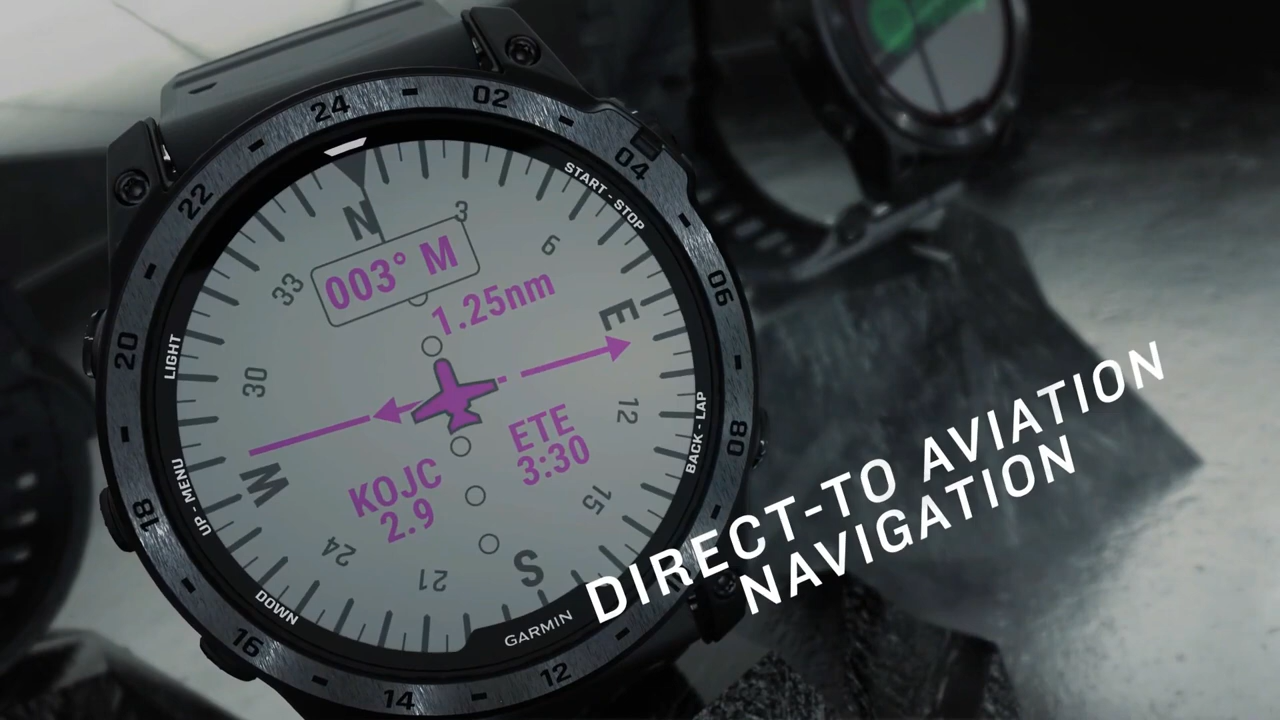 24
02
22
04
START - STOP
N
3
003° M
33
6
1.25nm
06
E
20
LIGHT
30
12
ETE
3:30
BACK - LAP
08
W
KOJC
2.9
UP - MENU
18
15
24
21
S
DOWN
GARMIN
16
14
12
DIRECT-TO AVIATION
NAVIGATION